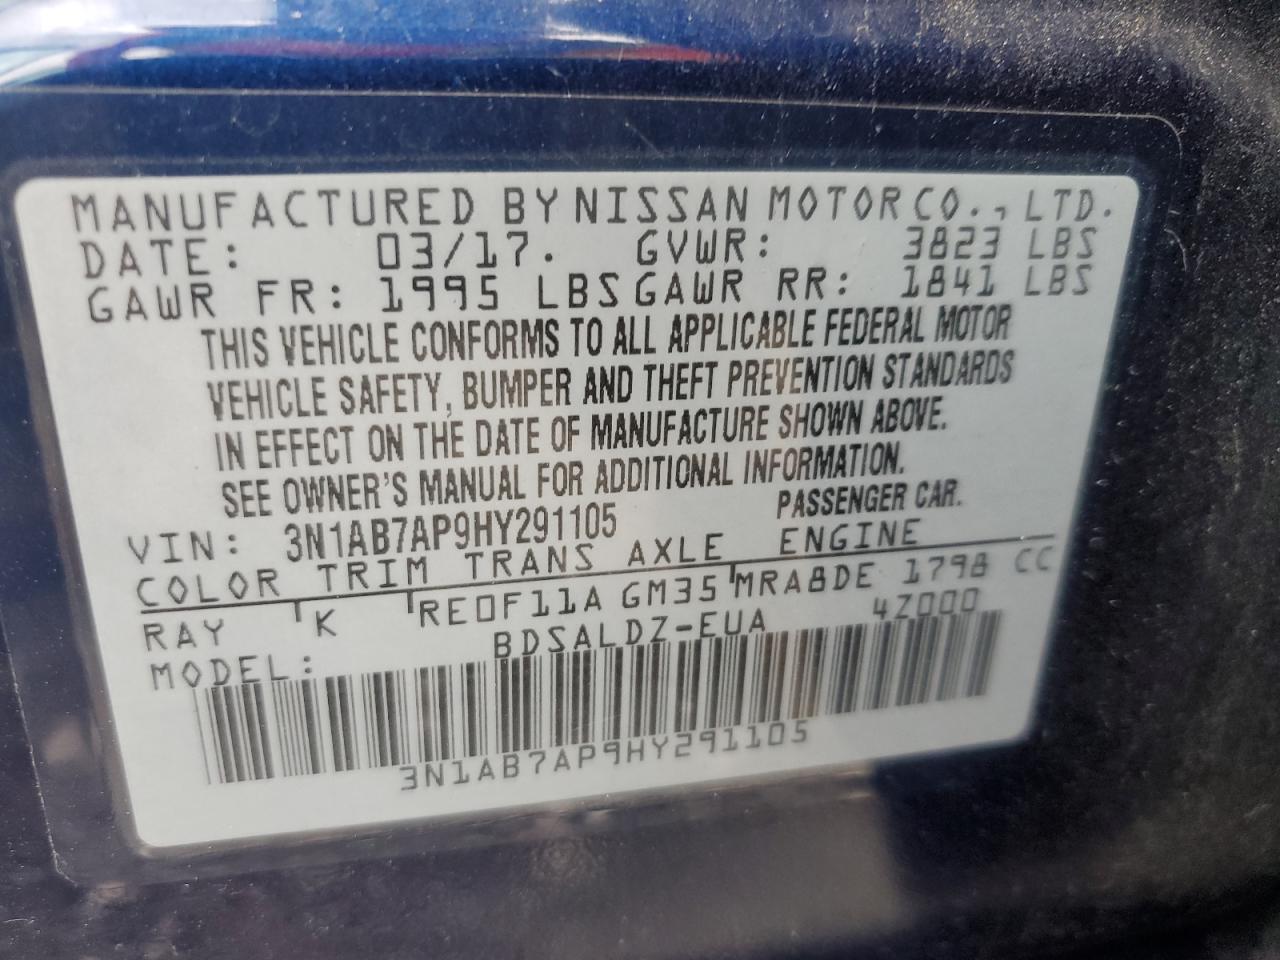 MANUFACTURED BY NISSAN MOTOR CO., LTD.
DATE: 03/17. GVWR: 3823 LBS
GAWR FR: 1995 LBS GAWR RR: 1841 LBS
THIS VEHICLE CONFORMS TO ALL APPLICABLE FEDERAL MOTOR
VEHICLE SAFETY, BUMPER AND THEFT PREVENTION STANDARDS
IN EFFECT ON THE DATE OF MANUFACTURE SHOWN ABOVE.
SEE OWNER'S MANUAL FOR ADDITIONAL INFORMATION.
VIN: 3N1AB7AP9HY291105 PASSENGER CAR.
COLOR TRIM TRANS AXLE ENGINE
RAY K RE0F11A GM35 MRA8DE 1798 CC
MODEL: BDSALDZ-EUA 4Z000
3N1AB7AP9HY291105